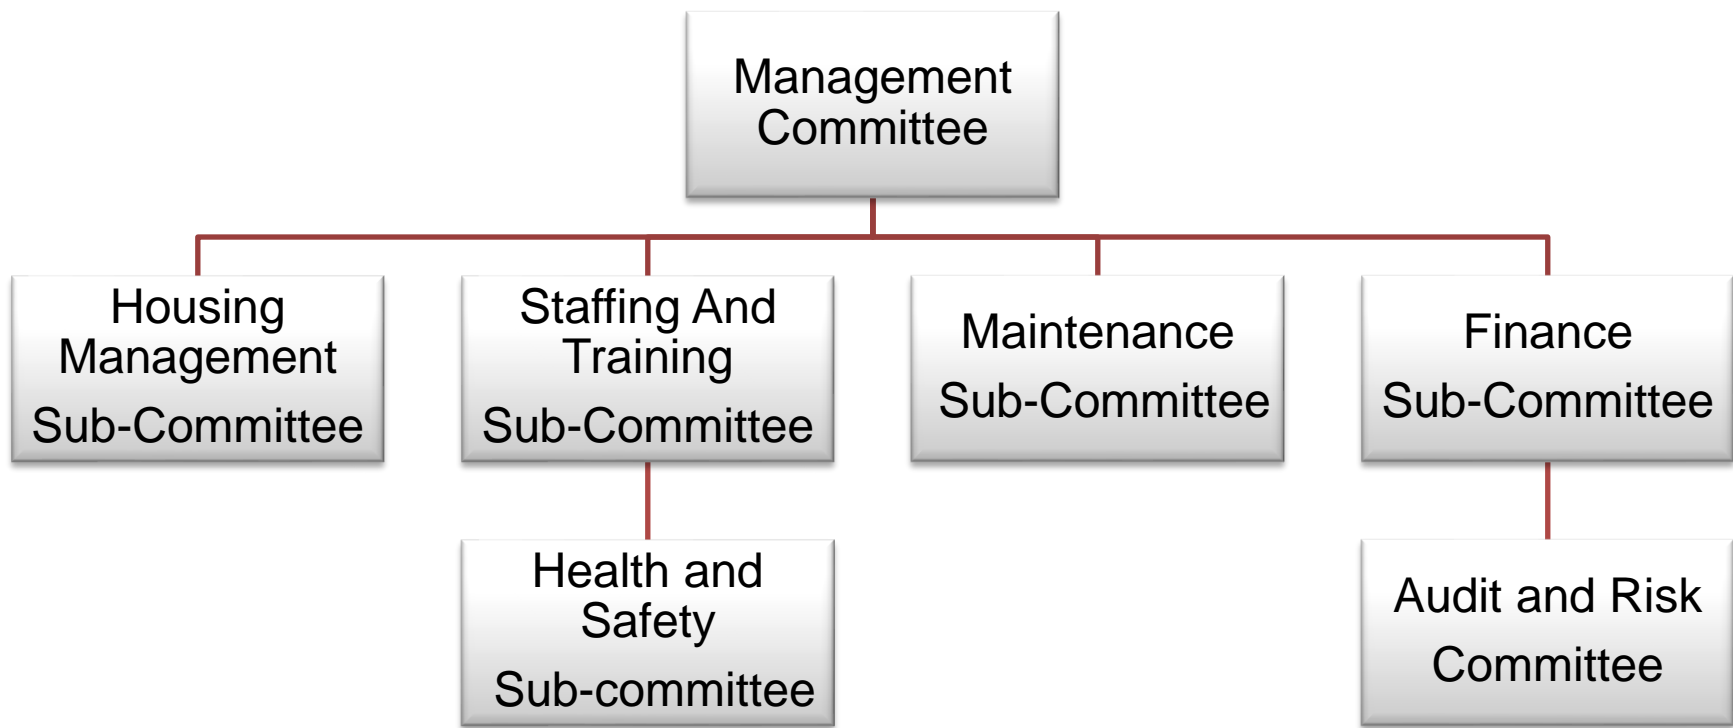 Management
Committee
Housing
Management
Sub-Committee
Staffing And
Training
Sub-Committee
Maintenance
Sub-Committee
Finance
Sub-Committee
Health and
Safety
Sub-committee
Audit and Risk
Committee